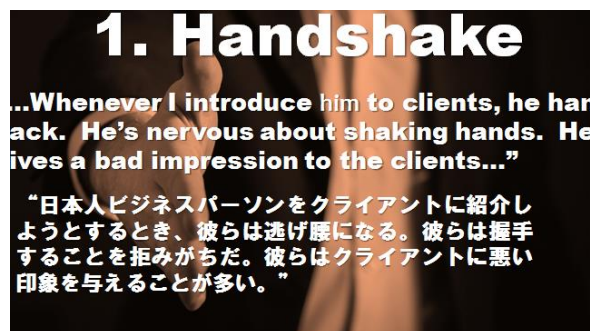 1. Handshake
...Whenever I introduce him to clients, he
He's nervous about shaking hands. He
a bad impression to the clients..."
“日本人ビジネスパーソンをクライアントに紹介し
ようとするとき、彼らは逃げ腰になる。彼らは握手
することを拒みがちだ。彼らはクライアントに悪い
印象を与えることが多い。”